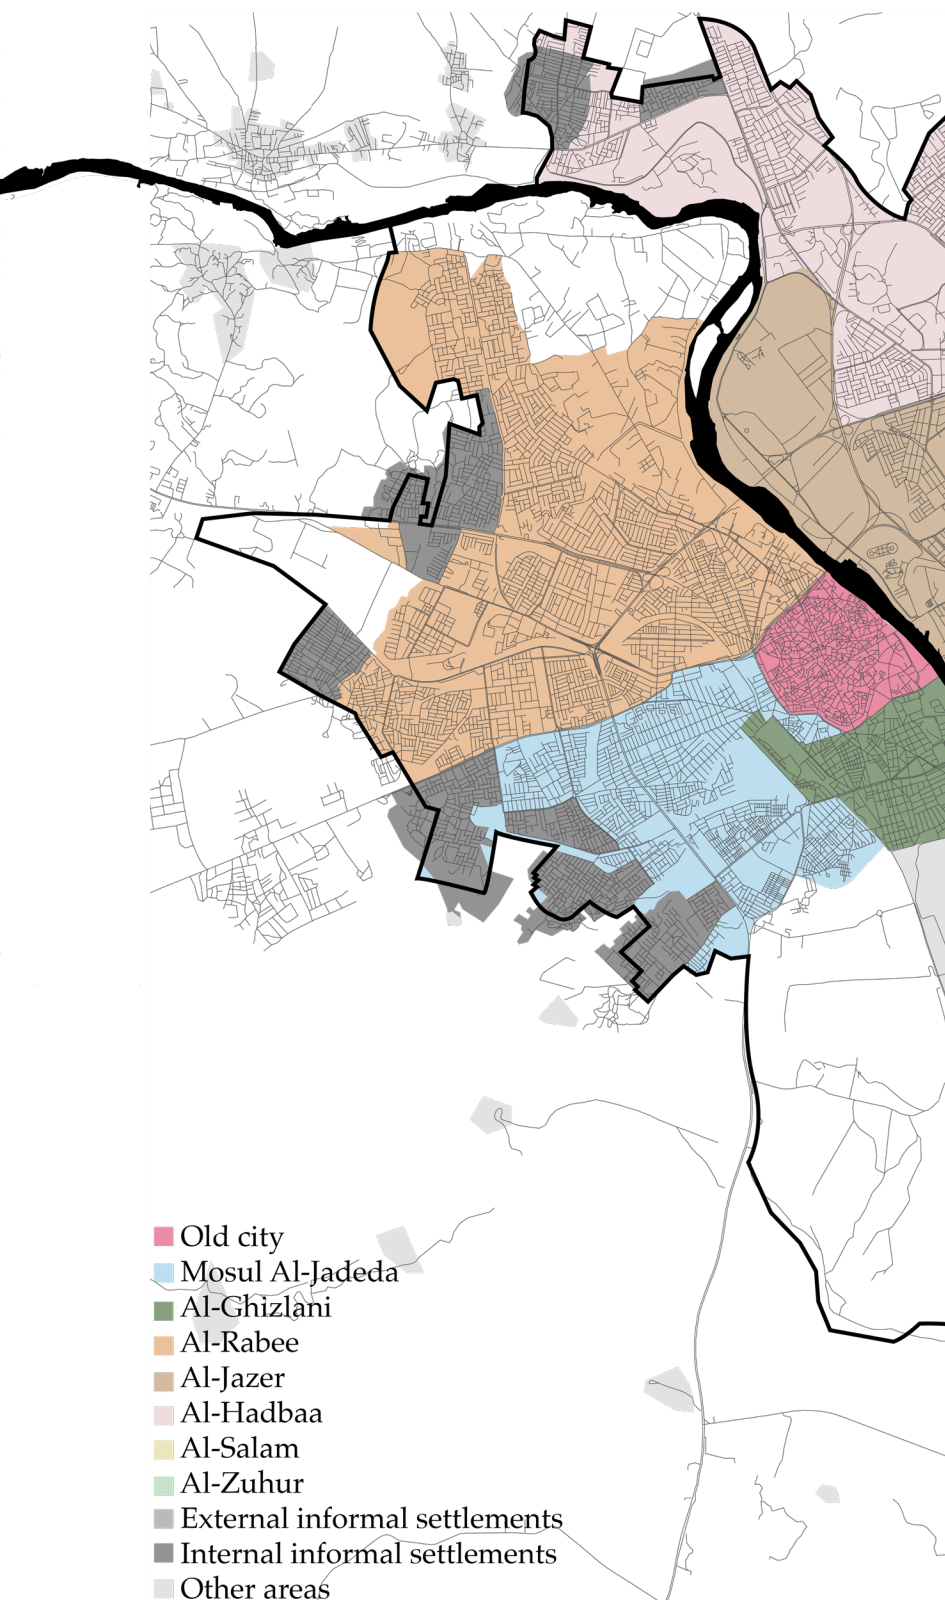 Old city
Mosul Al-Jadeda
Al-Ghizlani
Al-Rabee
Al-Jazer
Al-Hadbaa
Al-Salam
Al-Zuhur
External informal settlements
Internal informal settlements
Other areas